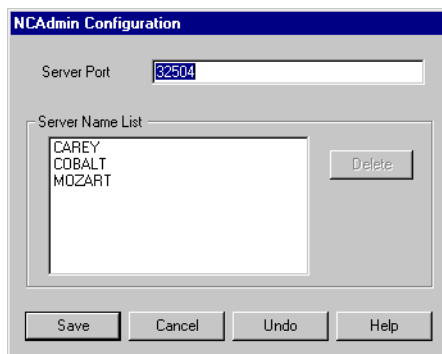 NCAdmin Configuration
Server Port 32504
Server Name List
CAREY
COBALT
MOZART
Delete
Save Cancel Undo Help